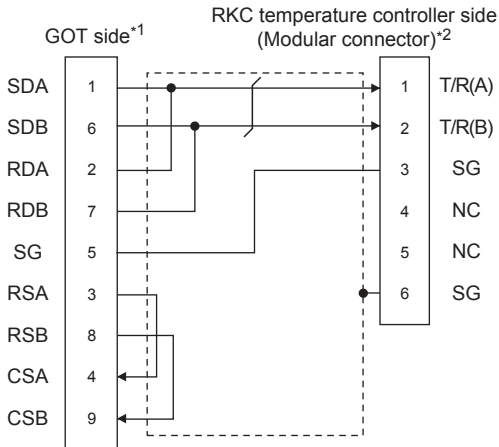 RKC temperature controller side
(Modular connector)*2
GOT side*1
SDA 1 1 T/R(A)
SDB 6 2 T/R(B)
RDA 2 3 SG
RDB 7 4 NC
SG 5 5 NC
RSA 3 6 SG
RSB 8
CSA 4
CSB 9